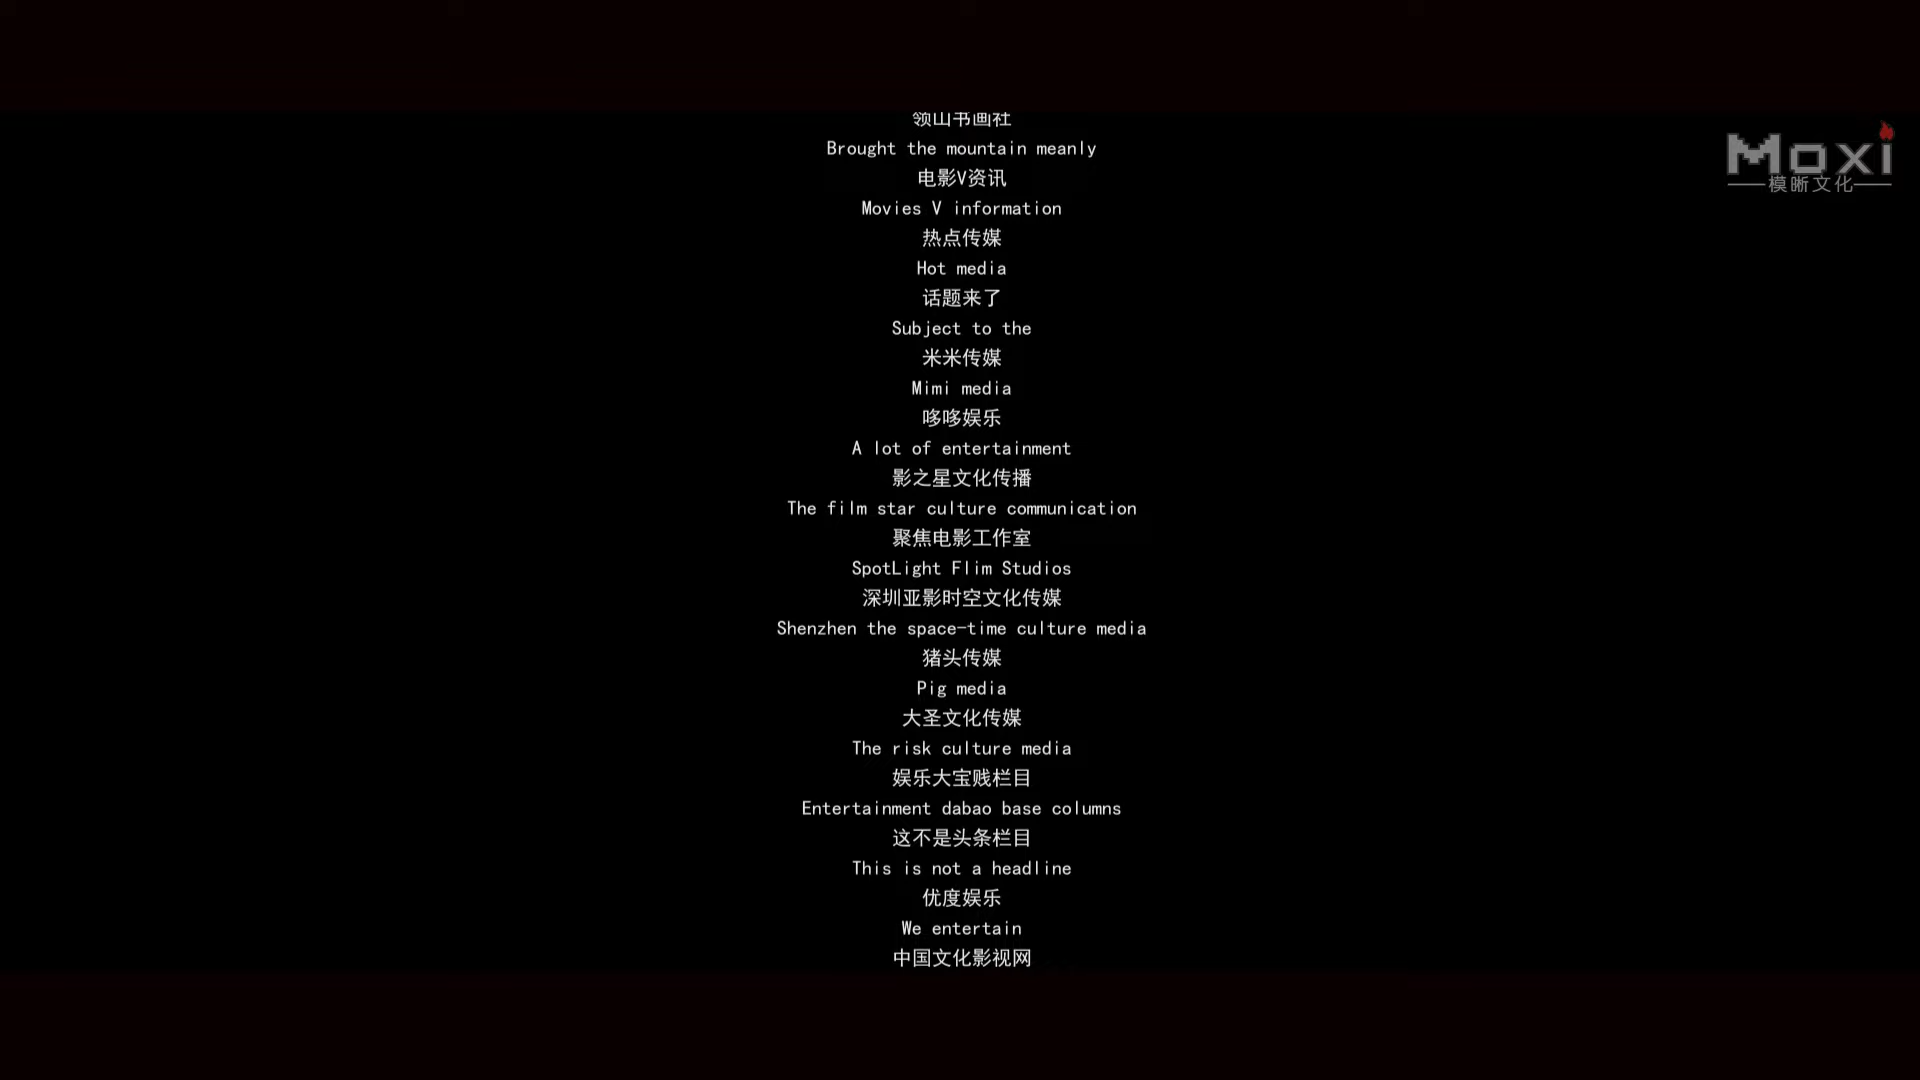 领山书画社
Brought the mountain meanly
电影V资讯
Movies V information
热点传媒
Hot media
话题来了
Subject to the
米米传媒
Mimi media
哆哆娱乐
A lot of entertainment
影之星文化传播
The film star culture communication
聚焦电影工作室
SpotLight Flim Studios
深圳亚影时空文化传媒
Shenzhen the space-time culture media
猪头传媒
Pig media
大圣文化传媒
The risk culture media
娱乐大宝贱栏目
Entertainment dabao base columns
这不是头条栏目
This is not a headline
优度娱乐
We entertain
中国文化影视网
Moxi
模晰文化